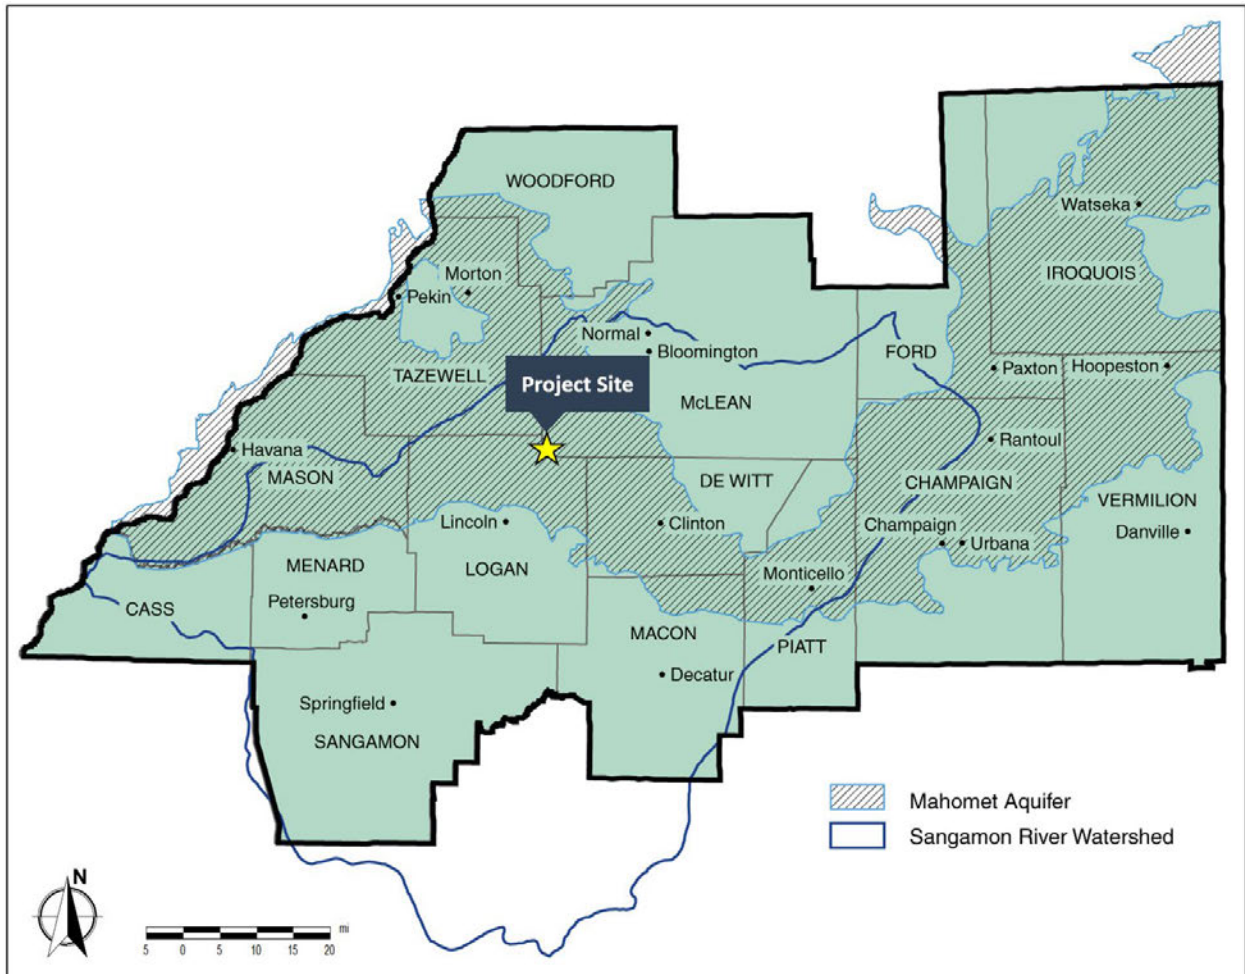 WOODFORD
Watseka
IROQUOIS
Morton
Pekin
Normal
Bloomington
FORD
Paxton
Hoopeston
TAZEWELL
Project Site
McLEAN
Havana
Rantoul
MASON
DE WITT
CHAMPAIGN
VERMILION
Lincoln
Clinton
Champaign
Urbana
Danville
MENARD
LOGAN
Monticello
CASS
Petersburg
MACON
PIATT
Decatur
Springfield
SANGAMON
Mahomet Aquifer
Sangamon River Watershed
N
mi
5 0 5 10 15 20